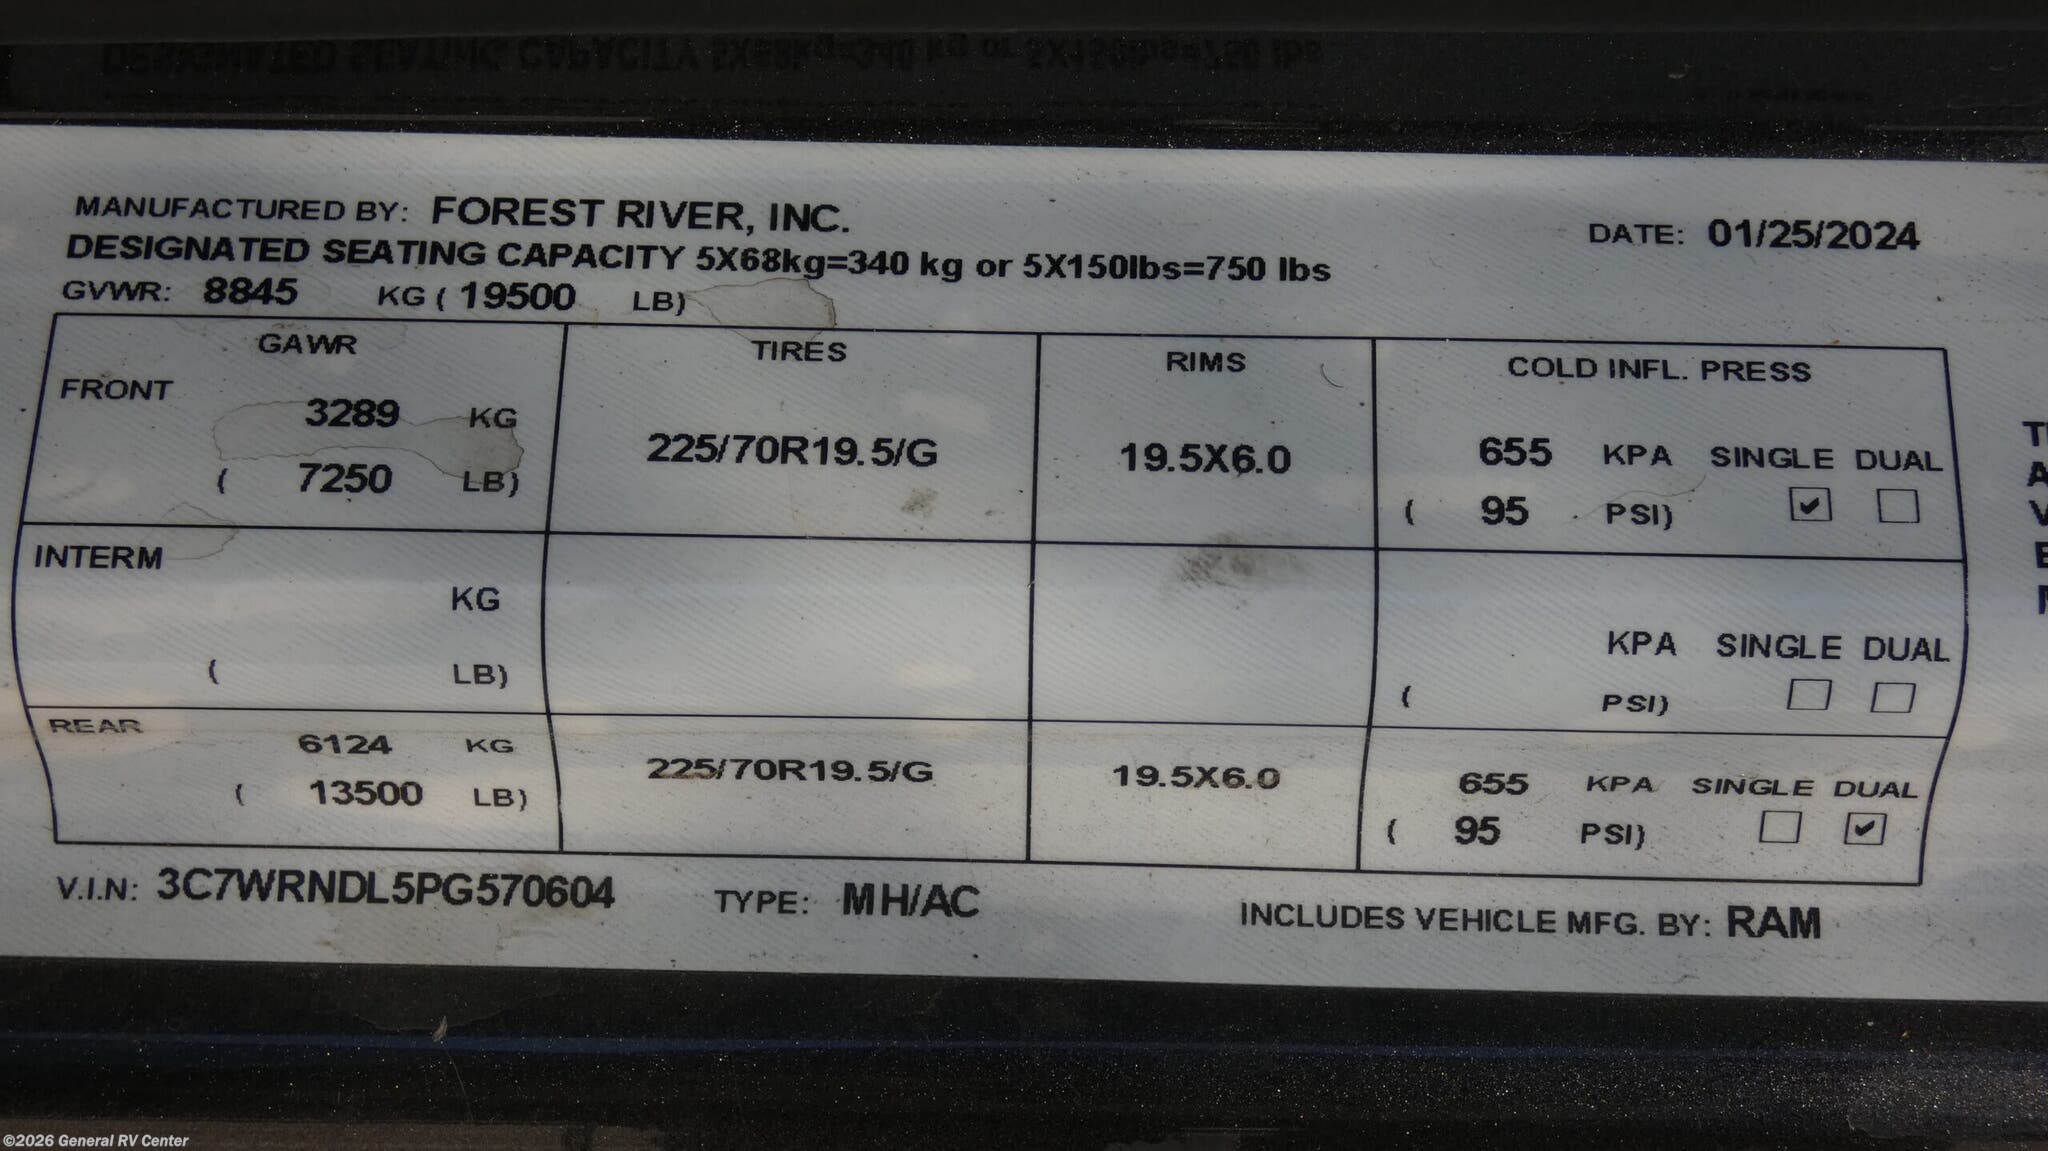 MANUFACTURED BY: FOREST RIVER, INC. DATE: 01/25/2024
DESIGNATED SEATING CAPACITY 5X68kg=340 kg or 5X150lbs=750 lbs
GVWR: 8845 KG ( 19500 LB)
GAWR TIRES RIMS COLD INFL. PRESS
FRONT
3289 KG 225/70R19.5/G 19.5X6.0 655 KPA SINGLE DUAL
( 7250 LB) ( 95 PSI) ✔
INTERM
KG
KPA SINGLE DUAL
( LB) ( PSI)
REAR
6124 KG 225/70R19.5/G 19.5X6.0 655 KPA SINGLE DUAL
( 13500 LB) ( 95 PSI) ✔
V.I.N: 3C7WRNDL5PG570604 TYPE: MH/AC INCLUDES VEHICLE MFG. BY: RAM
©2026 General RV Center